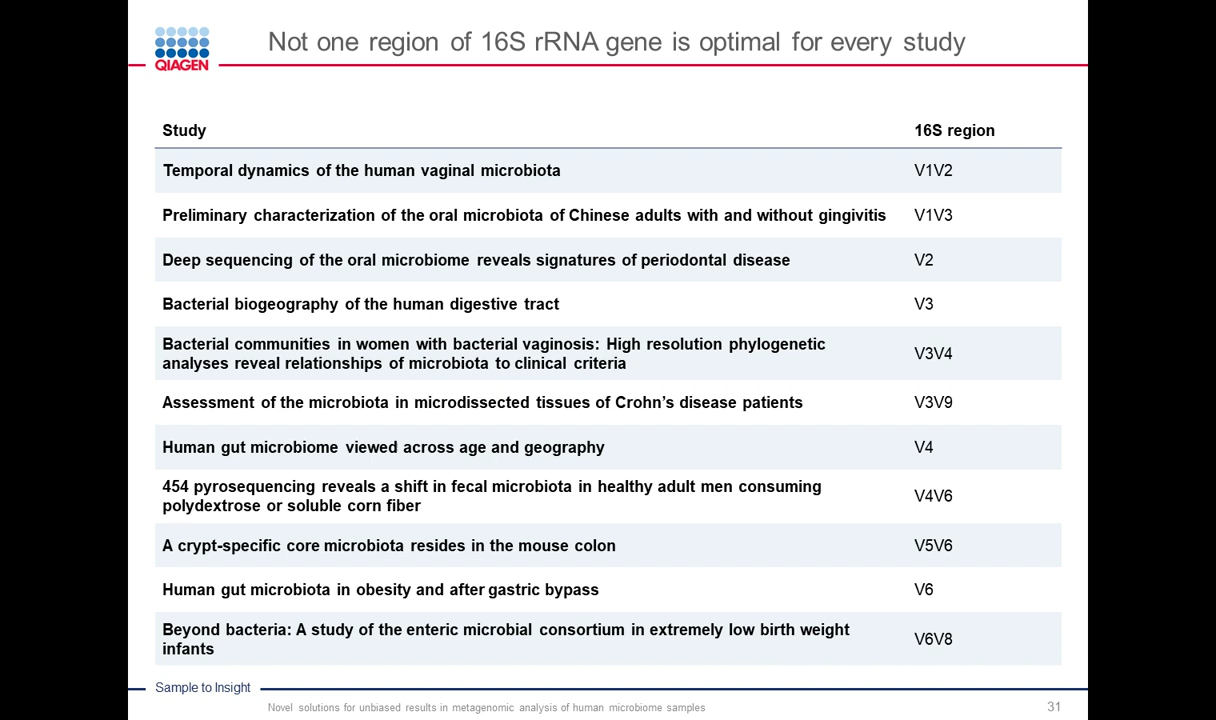 Not one region of 16S rRNA gene is optimal for every study
QIAGEN
Study 16S region
Temporal dynamics of the human vaginal microbiota V1V2
Preliminary characterization of the oral microbiota of Chinese adults with and without gingivitis V1V3
Deep sequencing of the oral microbiome reveals signatures of periodontal disease V2
Bacterial biogeography of the human digestive tract V3
Bacterial communities in women with bacterial vaginosis: High resolution phylogenetic
analyses reveal relationships of microbiota to clinical criteria
V3V4
Assessment of the microbiota in microdissected tissues of Crohn’s disease patients V3V9
Human gut microbiome viewed across age and geography V4
454 pyrosequencing reveals a shift in fecal microbiota in healthy adult men consuming
polydextrose or soluble corn fiber
V4V6
A crypt-specific core microbiota resides in the mouse colon V5V6
Human gut microbiota in obesity and after gastric bypass V6
Beyond bacteria: A study of the enteric microbial consortium in extremely low birth weight
infants
V6V8
Sample to Insight
Novel solutions for unbiased results in metagenomic analysis of human microbiome samples 31